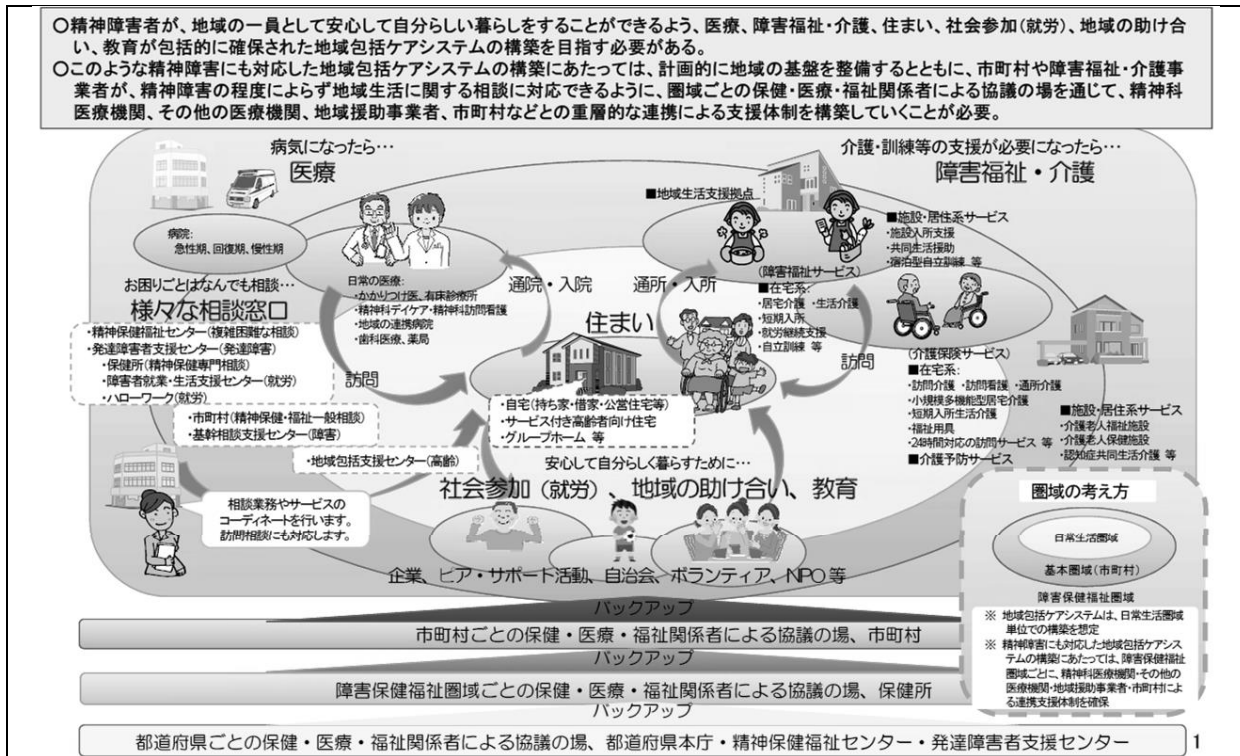 ○精神障害者が、地域の一員として安心して自分らしい暮らしをすることができるよう、医療、障害福祉・介護、住まい、社会参加(就労)、地域の助け合
い、教育が包括的に確保された地域包括ケアシステムの構築を目指す必要がある。
○このような精神障害にも対応した地域包括ケアシステムの構築にあたっては、計画的に地域の基盤を整備するとともに、市町村や障害福祉・介護事
業者が、精神障害の程度によらず地域生活に関する相談に対応できるように、圏域ごとの保健・医療・福祉関係者による協議の場を通じて、精神科
医療機関、その他の医療機関、地域援助事業者、市町村などとの重層的な連携による支援体制を構築していくことが必要。
病気になったら…
医療
病院:
急性期、回復期、慢性期
日常の医療:
・かかりつけ医、有床診療所
・精神科デイケア・精神科訪問看護
・地域の連携病院
・歯科医療、薬局
通院・入院
訪問
介護・訓練等の支援が必要になったら…
障害福祉・介護
■地域生活支援拠点
■施設・居住系サービス
・施設入所支援
・共同生活援助
・宿泊型自立訓練 等
(障害福祉サービス)
■在宅系:
・居宅介護 ・生活介護
・短期入所
・就労継続支援
・自立訓練 等
通所・入所
訪問
(介護保険サービス)
■在宅系:
・訪問介護 ・訪問看護 ・通所介護
・小規模多機能型居宅介護
・短期入所生活介護
・福祉用具
・24時間対応の訪問サービス 等
■介護予防サービス
■施設・居住系サービス
・介護老人福祉施設
・介護老人保健施設
・認知症共同生活介護 等
お困りごとはなんでも相談…
様々な相談窓口
・精神保健福祉センター(複雑困難な相談)
・発達障害者支援センター(発達障害)
・保健所(精神保健専門相談)
・障害者就業・生活支援センター(就労)
・ハローワーク(就労)
・市町村(精神保健・福祉一般相談)
・基幹相談支援センター(障害)
・地域包括支援センター(高齢)
相談業務やサービスの
コーディネートを行います。
訪問相談にも対応します。
住まい
・自宅(持ち家・借家・公営住宅等)
・サービス付き高齢者向け住宅
・グループホーム 等
安心して自分らしく暮らすために…
社会参加(就労)、地域の助け合い、教育
企業、ピア・サポート活動、自治会、ボランティア、NPO等
圏域の考え方
日常生活圏域
基本圏域(市町村)
障害保健福祉圏域
※ 地域包括ケアシステムは、日常生活圏域
単位での構築を想定
※ 精神障害にも対応した地域包括ケアシス
テムの構築にあたっては、障害保健福祉
圏域ごとに、精神科医療機関・その他の
医療機関・地域援助事業者・市町村によ
る連携支援体制を確保
バックアップ
市町村ごとの保健・医療・福祉関係者による協議の場、市町村
バックアップ
障害保健福祉圏域ごとの保健・医療・福祉関係者による協議の場、保健所
バックアップ
都道府県ごとの保健・医療・福祉関係者による協議の場、都道府県本庁・精神保健福祉センター・発達障害者支援センター
1